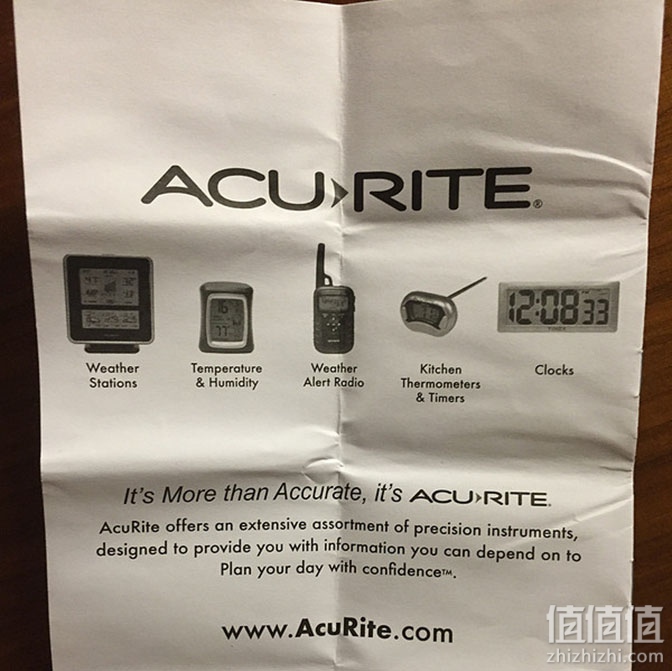 ACU›RITE®
12:08 33
TIMEX
Weather
Stations
Temperature
& Humidity
Weather
Alert Radio
Kitchen
Thermometers
& Timers
Clocks
It's More than Accurate, it's ACU›RITE.
AcuRite offers an extensive assortment of precision instruments,
designed to provide you with information you can depend on to
Plan your day with confidence™.
www.AcuRite.com
值值值
zhizhizhi.com